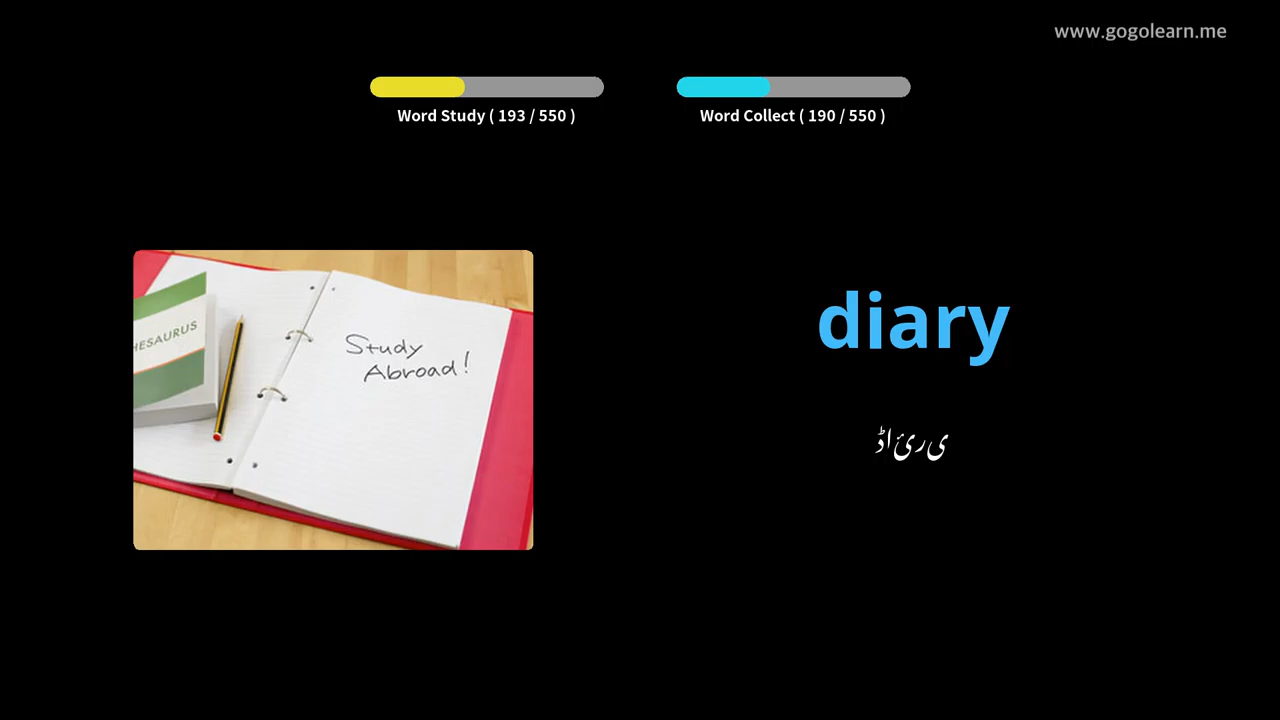 www.gogolearn.me
Word Study ( 193 / 550 )
Word Collect ( 190 / 550 )
HESAURUS
Study
Abroad!
diary
ڈائری